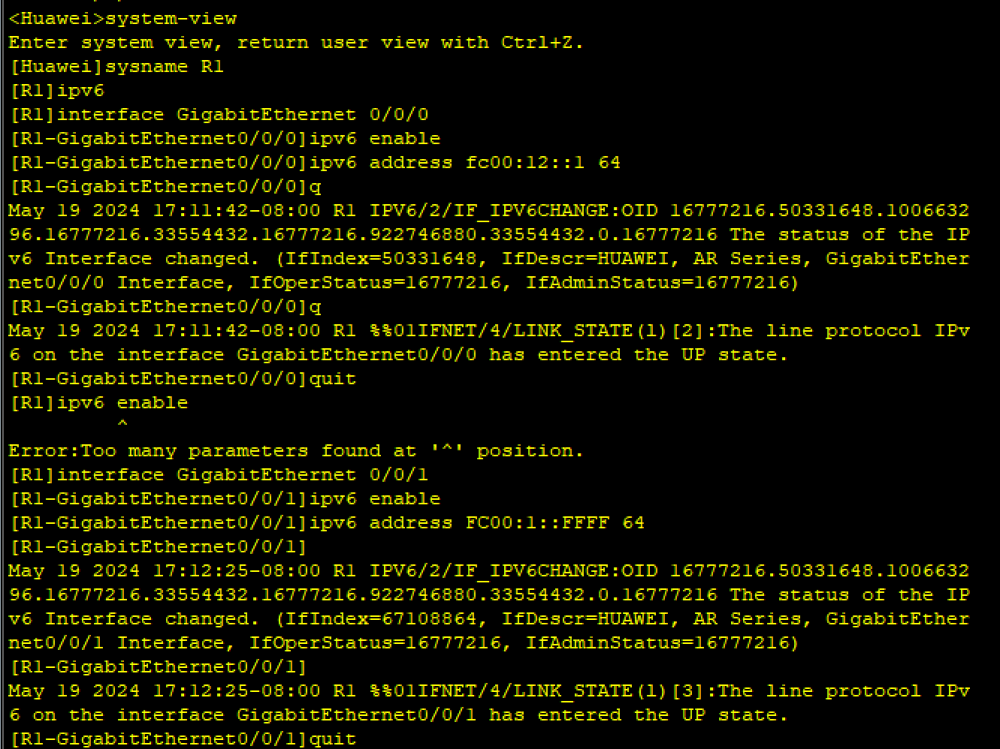 <Huawei>system-view
Enter system view, return user view with Ctrl+Z.
[Huawei]sysname R1
[R1]ipv6
[R1]interface GigabitEthernet 0/0/0
[R1-GigabitEthernet0/0/0]ipv6 enable
[R1-GigabitEthernet0/0/0]ipv6 address fc00:12::1 64
[R1-GigabitEthernet0/0/0]q
May 19 2024 17:11:42-08:00 R1 IPV6/2/IF_IPV6CHANGE:OID 16777216.50331648.1006632
96.16777216.33554432.16777216.922746880.33554432.0.16777216 The status of the IP
v6 Interface changed. (IfIndex=50331648, IfDescr=HUAWEI, AR Series, GigabitEther
net0/0/0 Interface, IfOperStatus=16777216, IfAdminStatus=16777216)
[R1-GigabitEthernet0/0/0]q
May 19 2024 17:11:42-08:00 R1 %%01IFNET/4/LINK_STATE(l)[2]:The line protocol IPv
6 on the interface GigabitEthernet0/0/0 has entered the UP state.
[R1-GigabitEthernet0/0/0]quit
[R1]ipv6 enable
^
Error:Too many parameters found at '^' position.
[R1]interface GigabitEthernet 0/0/1
[R1-GigabitEthernet0/0/1]ipv6 enable
[R1-GigabitEthernet0/0/1]ipv6 address FC00:1::FFFF 64
[R1-GigabitEthernet0/0/1]
May 19 2024 17:12:25-08:00 R1 IPV6/2/IF_IPV6CHANGE:OID 16777216.50331648.1006632
96.16777216.33554432.16777216.922746880.33554432.0.16777216 The status of the IP
v6 Interface changed. (IfIndex=67108864, IfDescr=HUAWEI, AR Series, GigabitEther
net0/0/1 Interface, IfOperStatus=16777216, IfAdminStatus=16777216)
[R1-GigabitEthernet0/0/1]
May 19 2024 17:12:25-08:00 R1 %%01IFNET/4/LINK_STATE(l)[3]:The line protocol IPv
6 on the interface GigabitEthernet0/0/1 has entered the UP state.
[R1-GigabitEthernet0/0/1]quit